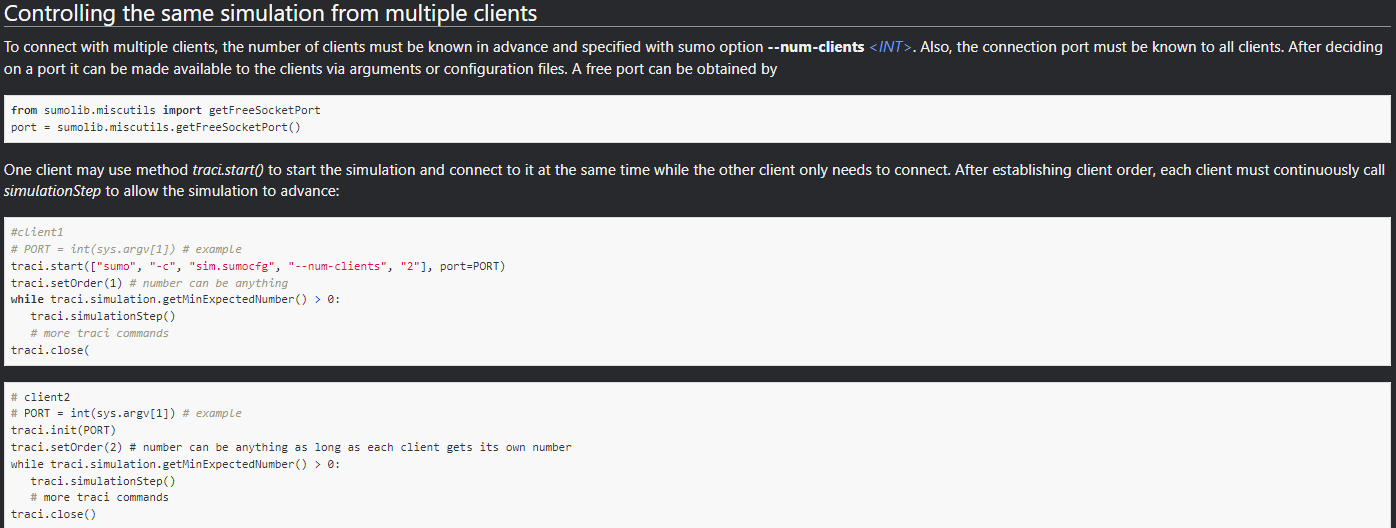 Controlling the same simulation from multiple clients
To connect with multiple clients, the number of clients must be known in advance and specified with sumo option --num-clients <INT>. Also, the connection port must be known to all clients. After deciding
on a port it can be made available to the clients via arguments or configuration files. A free port can be obtained by
from sumolib.miscutils import getFreeSocketPort
port = sumolib.miscutils.getFreeSocketPort()
One client may use method traci.start() to start the simulation and connect to it at the same time while the other client only needs to connect. After establishing client order, each client must continuously call
simulationStep to allow the simulation to advance:
#client1
# PORT = int(sys.argv[1]) # example
traci.start(["sumo", "-c", "sim.sumocfg", "--num-clients", "2"], port=PORT)
traci.setOrder(1) # number can be anything
while traci.simulation.getMinExpectedNumber() > 0:
   traci.simulationStep()
   # more traci commands
traci.close(
# client2
# PORT = int(sys.argv[1]) # example
traci.init(PORT)
traci.setOrder(2) # number can be anything as long as each client gets its own number
while traci.simulation.getMinExpectedNumber() > 0:
   traci.simulationStep()
   # more traci commands
traci.close()